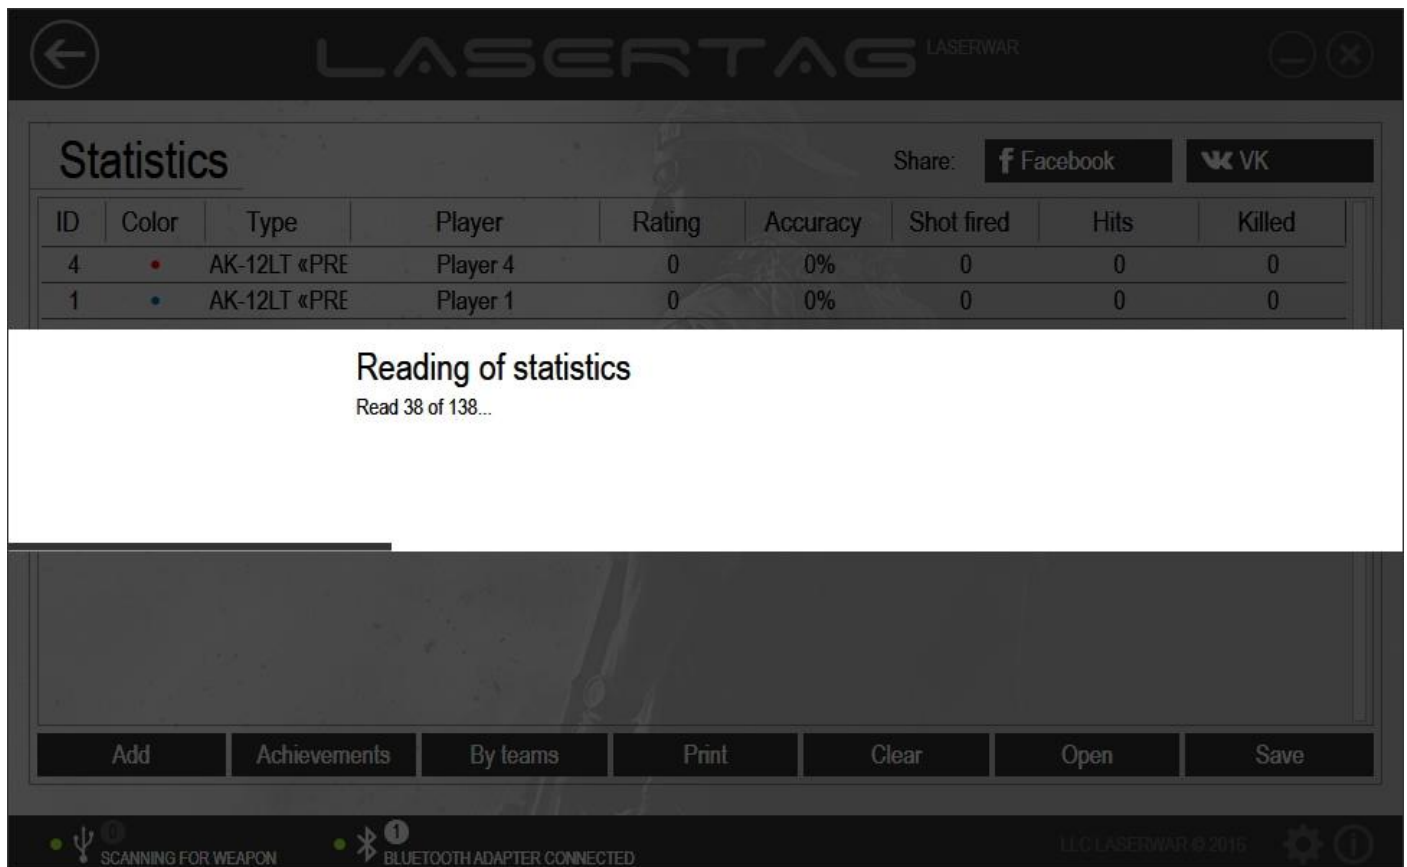 LASERTAG LASERWAR
Statistics
Share: f Facebook VK VK
ID Color Type Player Rating Accuracy Shot fired Hits Killed
4 AK-12LT «PRE Player 4 0 0% 0 0 0
1 AK-12LT «PRE Player 1 0 0% 0 0 0
Reading of statistics
Read 38 of 138...
Add Achievements By teams Print Clear Open Save
0 1
SCANNING FOR WEAPON BLUETOOTH ADAPTER CONNECTED LLC LASERWAR © 2016